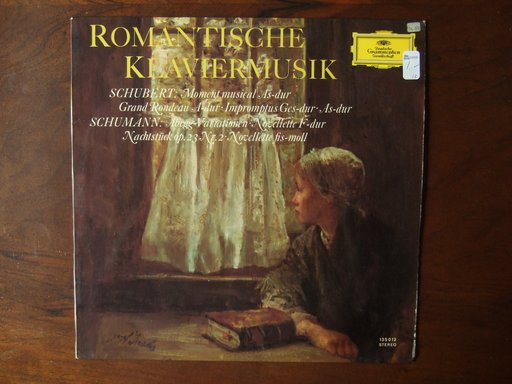 ROMANTISCHE
KLAVIERMUSIK
Deutsche
Grammophon
Gesellschaft
SCHUBERT: Moment musical As-dur
Grand Rondeau A-dur · Impromptus Ges-dur · As-dur
SCHUMANN: Abegg-Variationen · Novellette F-dur
Nachtstück op. 23 Nr. 2 · Novellette fis-moll
135 012
STEREO